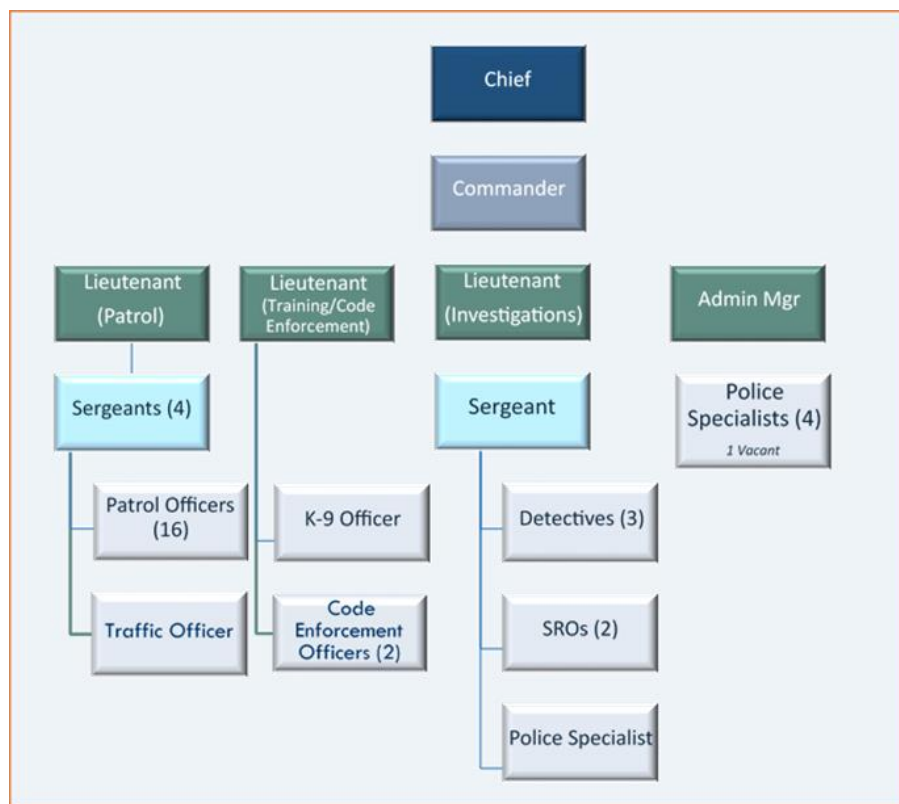 Chief
Commander
Lieutenant
(Patrol)
Lieutenant
(Training/Code
Enforcement)
Lieutenant
(Investigations)
Admin Mgr
Sergeants (4)
Sergeant
Police
Specialists (4)
1 Vacant
Patrol Officers
(16)
K-9 Officer
Detectives (3)
Traffic Officer
Code
Enforcement
Officers (2)
SROs (2)
Police Specialist